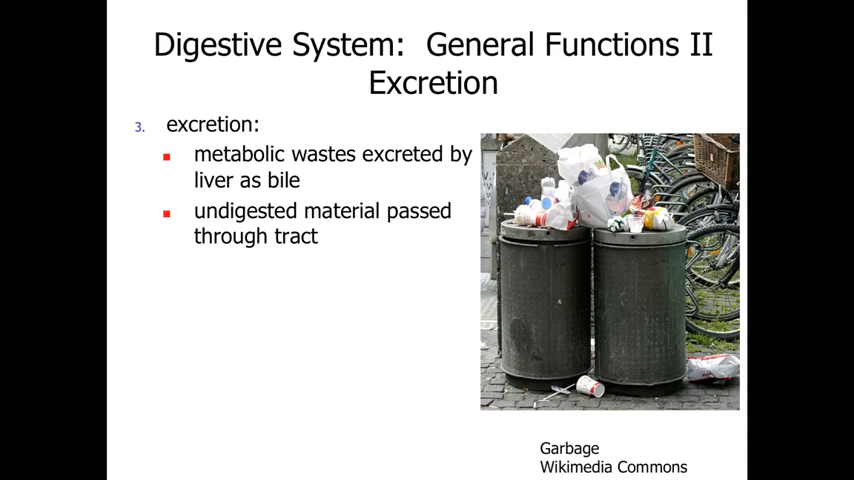 Digestive System: General Functions II
Excretion
3. excretion:
metabolic wastes excreted by
liver as bile
undigested material passed
through tract
Garbage
Wikimedia Commons